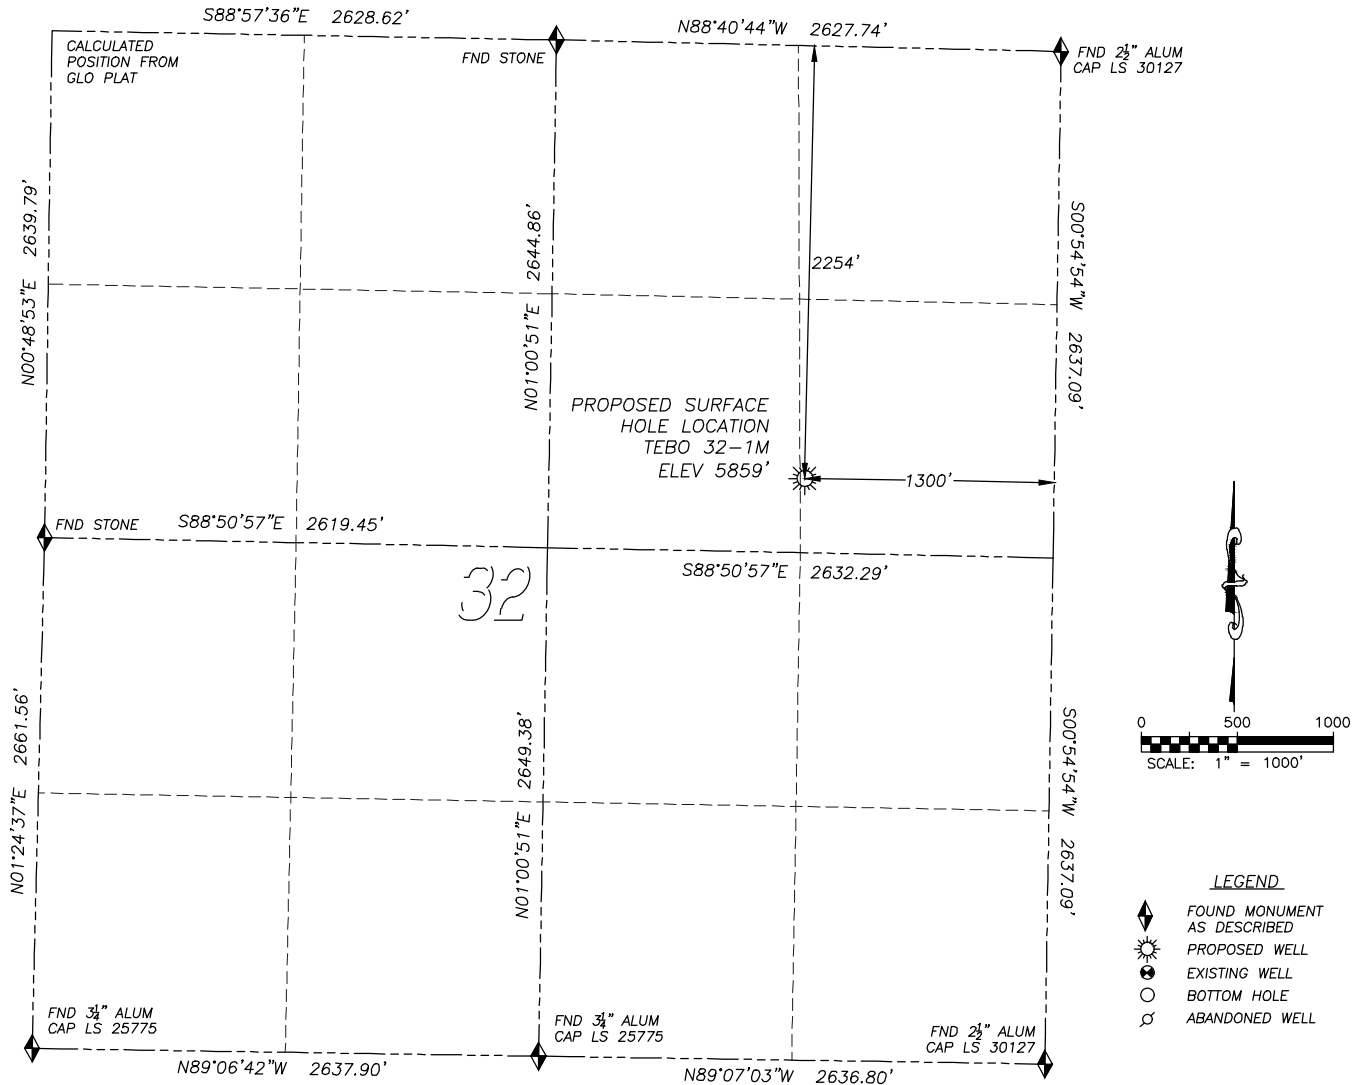 S88°57'36"E 2628.62'
N88°40'44"W 2627.74'
CALCULATED
POSITION FROM
GLO PLAT
FND STONE
FND 2½" ALUM
CAP LS 30127
N00°48'53"E 2639.79'
N01°00'51"E 2644.86'
2254'
S00°54'54"W 2637.09'
PROPOSED SURFACE
HOLE LOCATION
TEBO 32-1M
ELEV 5859'
1300'
FND STONE
S88°50'57"E 2619.45'
S88°50'57"E 2632.29'
32
N01°24'37"E 2661.56'
N01°00'51"E 2649.38'
S00°54'54"W 2637.09'
0 500 1000
SCALE: 1" = 1000'
LEGEND
FOUND MONUMENT
AS DESCRIBED
PROPOSED WELL
EXISTING WELL
BOTTOM HOLE
ABANDONED WELL
FND 3¼" ALUM
CAP LS 25775
FND 3¼" ALUM
CAP LS 25775
FND 2½" ALUM
CAP LS 30127
N89°06'42"W 2637.90'
N89°07'03"W 2636.80'